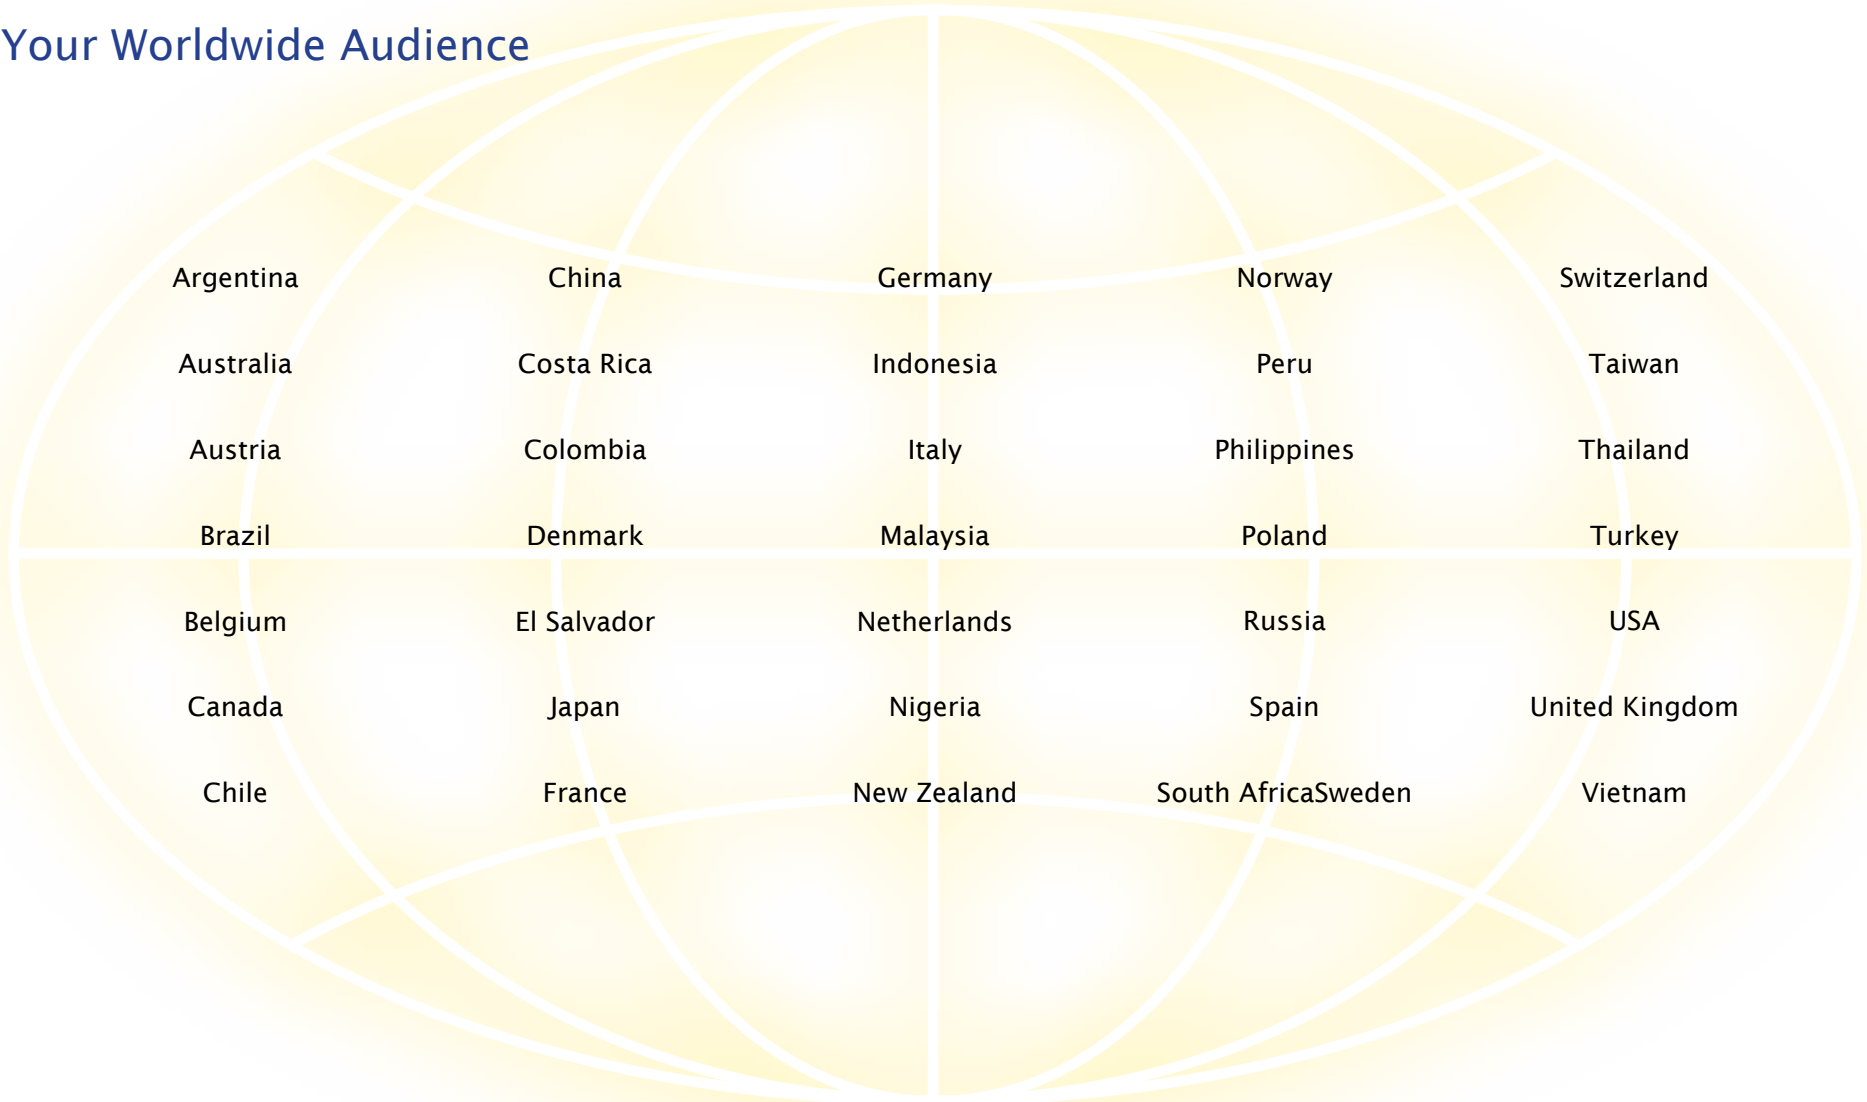 Your Worldwide Audience
Argentina China Germany Norway Switzerland
Australia Costa Rica Indonesia Peru Taiwan
Austria Colombia Italy Philippines Thailand
Brazil Denmark Malaysia Poland Turkey
Belgium El Salvador Netherlands Russia USA
Canada Japan Nigeria Spain United Kingdom
Chile France New Zealand South AfricaSweden Vietnam